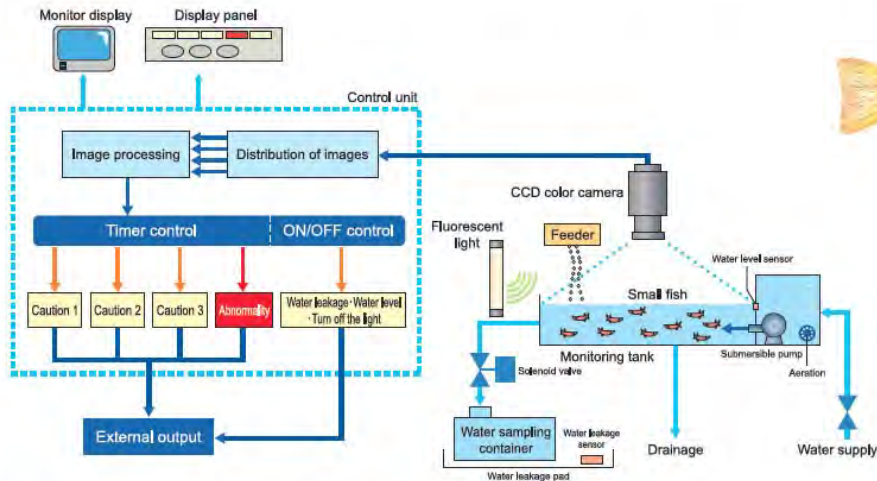 Monitor display
Display panel
Control unit
Image processing
Distribution of images
CCD color camera
Timer control
ON/OFF control
Fluorescent
light
Feeder
Water level sensor
Small fish
Caution 1
Caution 2
Caution 3
Abnormality
Water leakage・Water level
・Turn off the light
Monitoring tank
Submersible pump
Aeration
Solenoid valve
External output
Water sampling
container
Water leakage
sensor
Water leakage pad
Drainage
Water supply